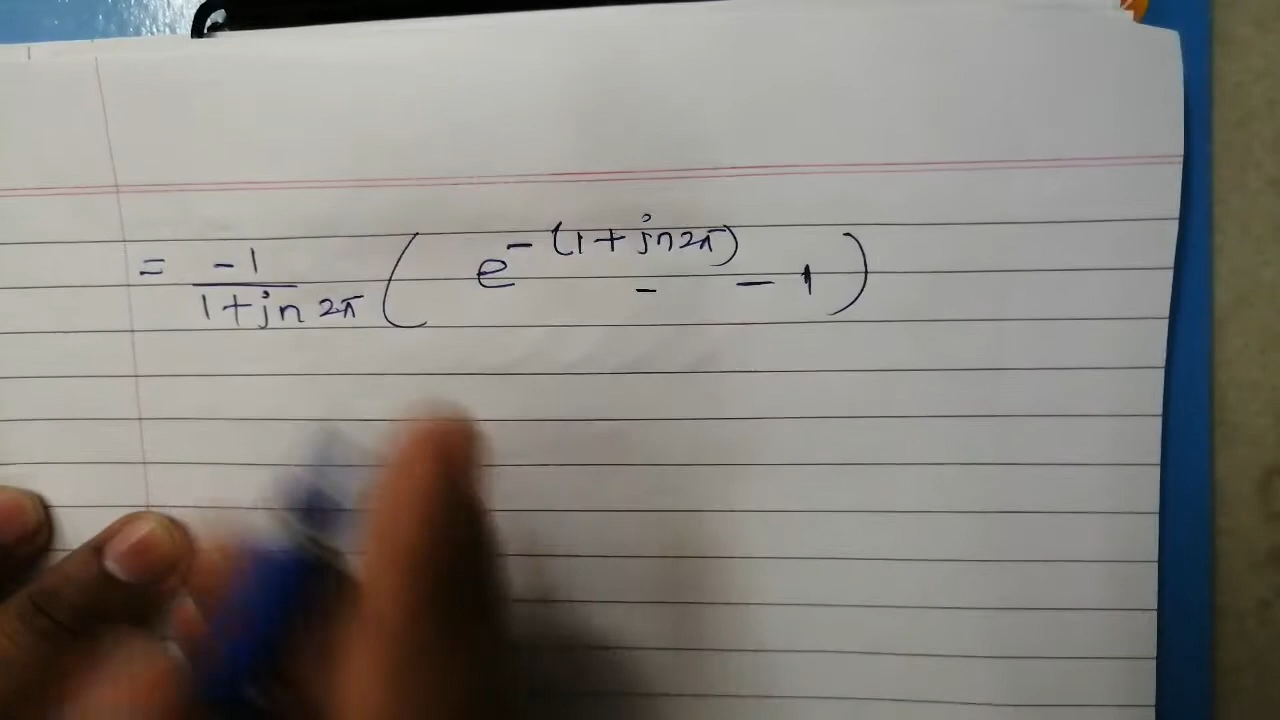 = -1/(1+jn2π) ( e^-(1+jn2π) - - 1 )